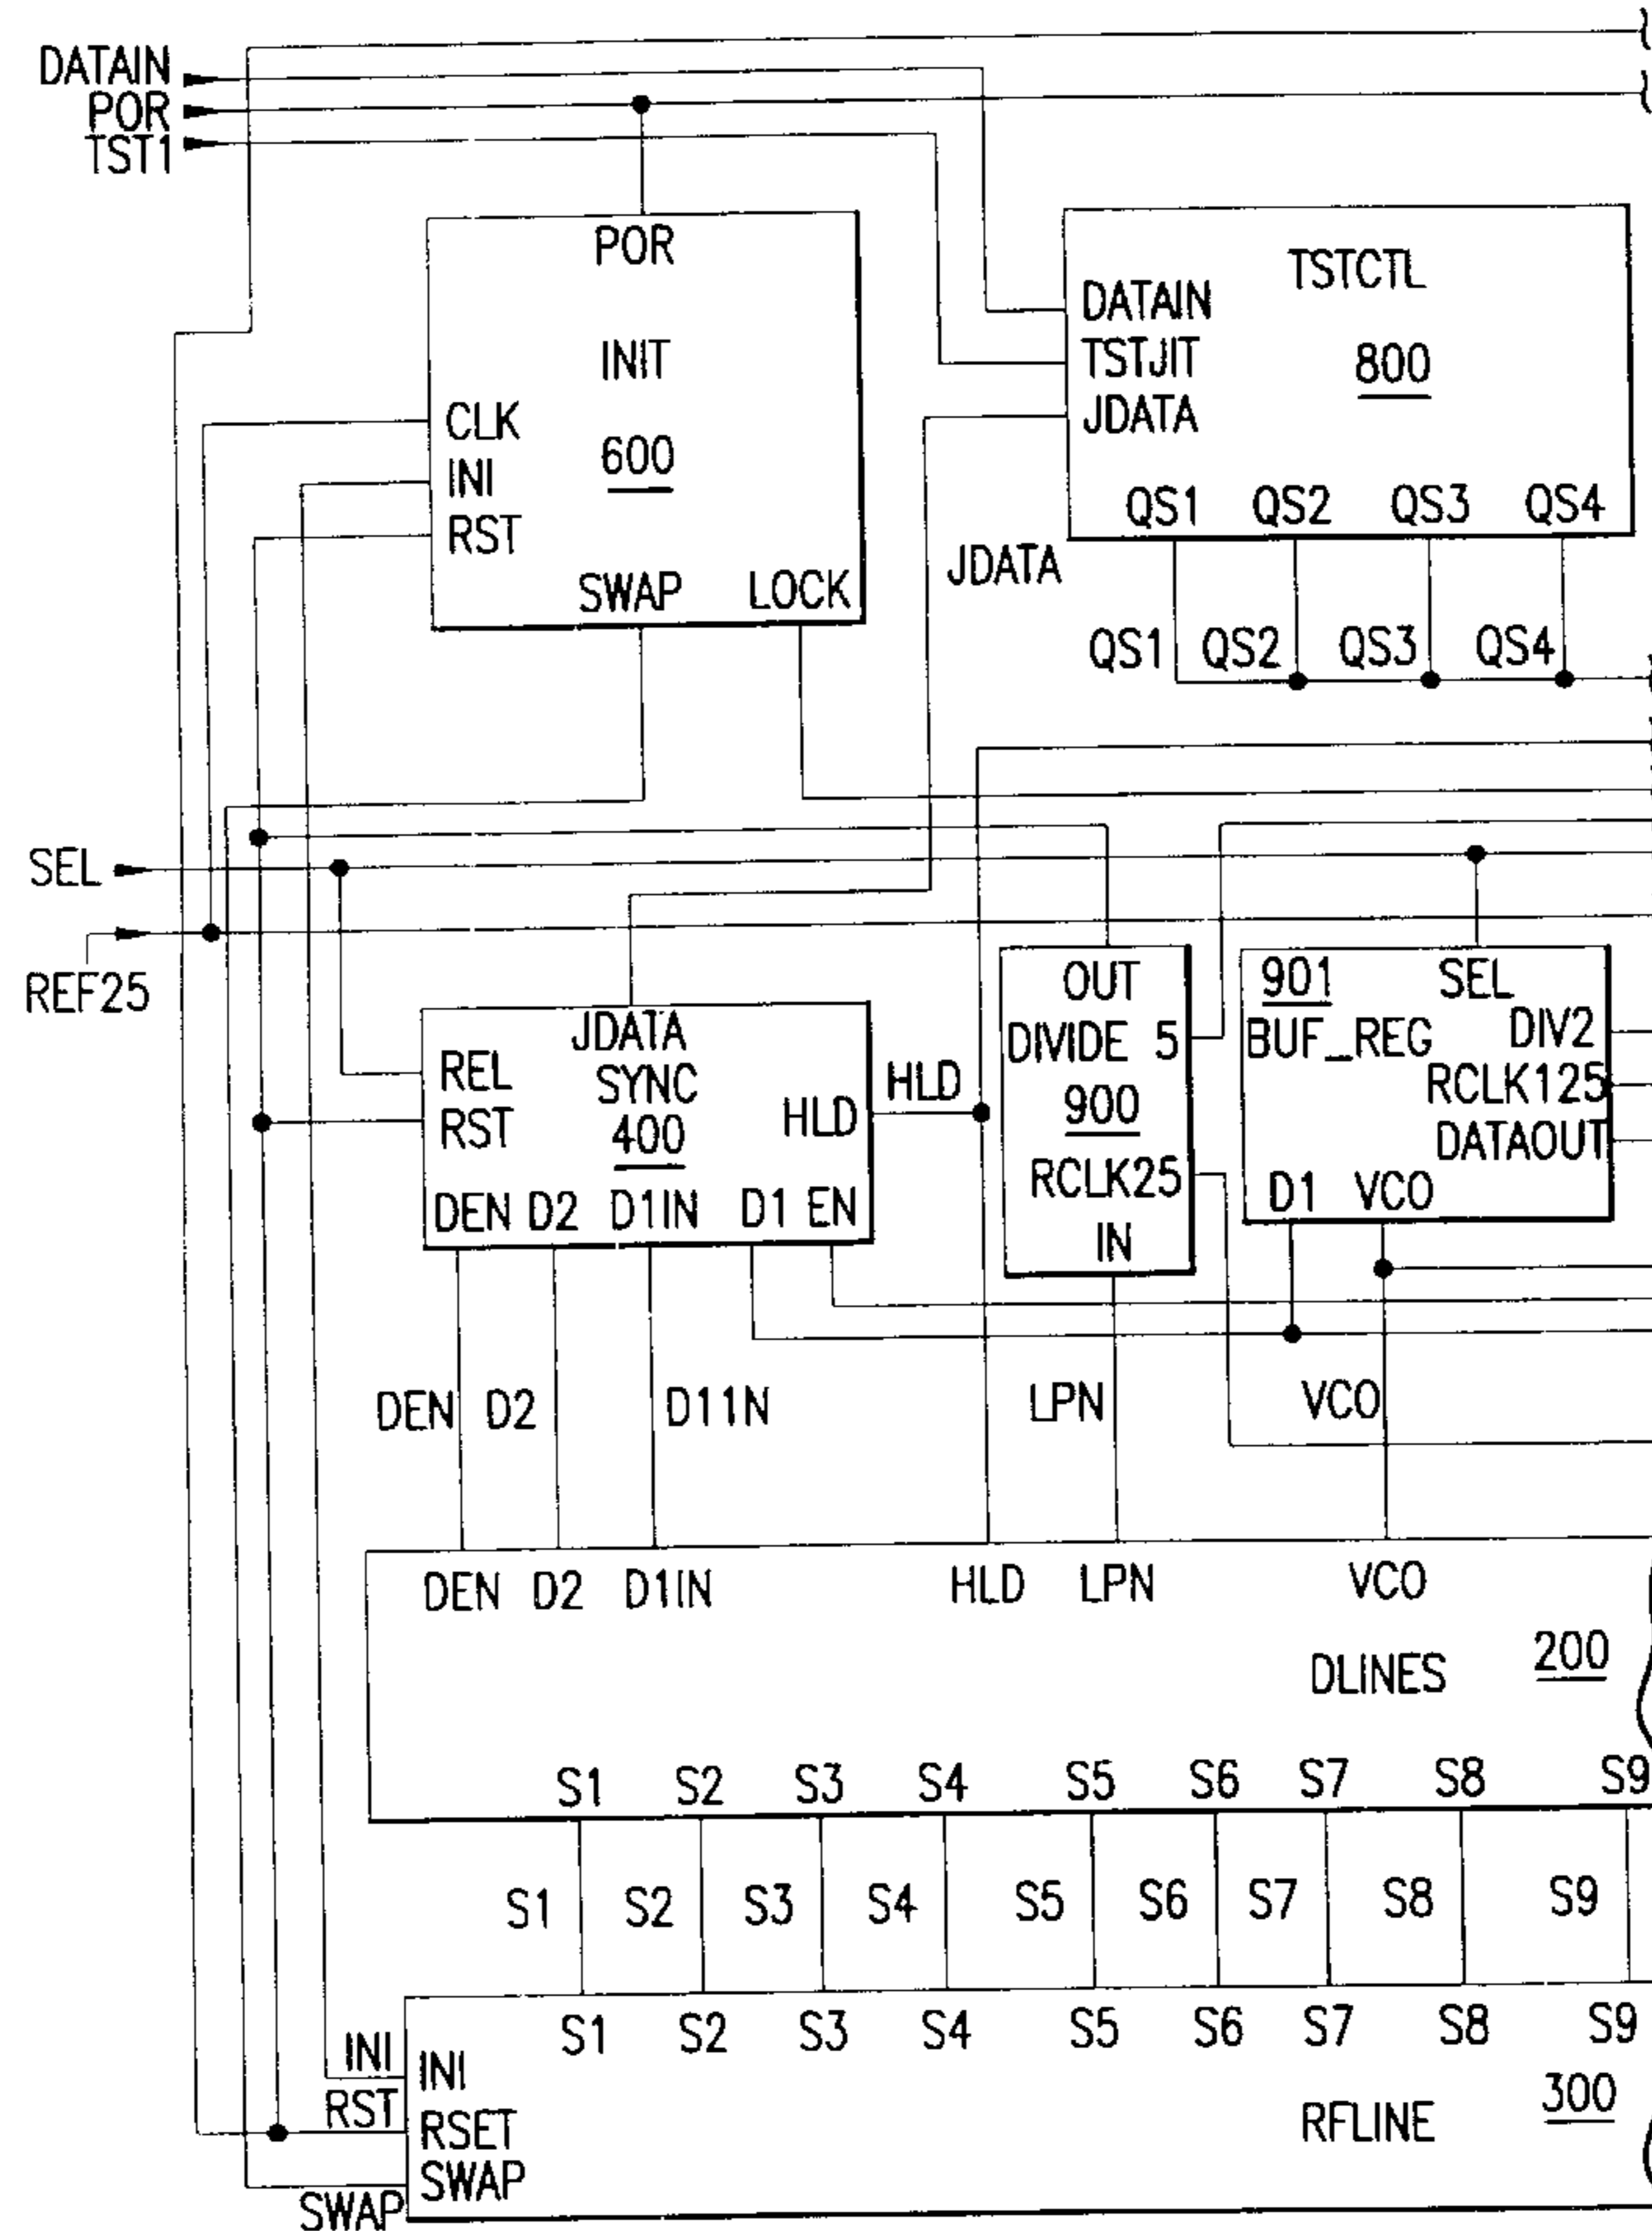 DATAIN
POR
TST1
POR
INIT
600
CLK
INI
RST
SWAP LOCK
TSTCTL
800
DATAIN
TSTJIT
JDATA
QS1 QS2 QS3 QS4
JDATA
QS1 QS2 QS3 QS4
SEL
REF25
JDATA
SYNC
400
REL
RST
HLD
DEN D2 D1IN D1 EN
HLD
OUT
DIVIDE 5
900
RCLK25
IN
901 SEL
BUF_REG DIV2
RCLK125
DATAOUT
D1 VCO
DEN D2 D11N LPN VCO
DEN D2 D1IN HLD LPN VCO
DLINES 200
S1 S2 S3 S4 S5 S6 S7 S8 S9
S1 S2 S3 S4 S5 S6 S7 S8 S9
S1 S2 S3 S4 S5 S6 S7 S8 S9
INI INI
RST RSET
SWAP SWAP
RFLINE 300